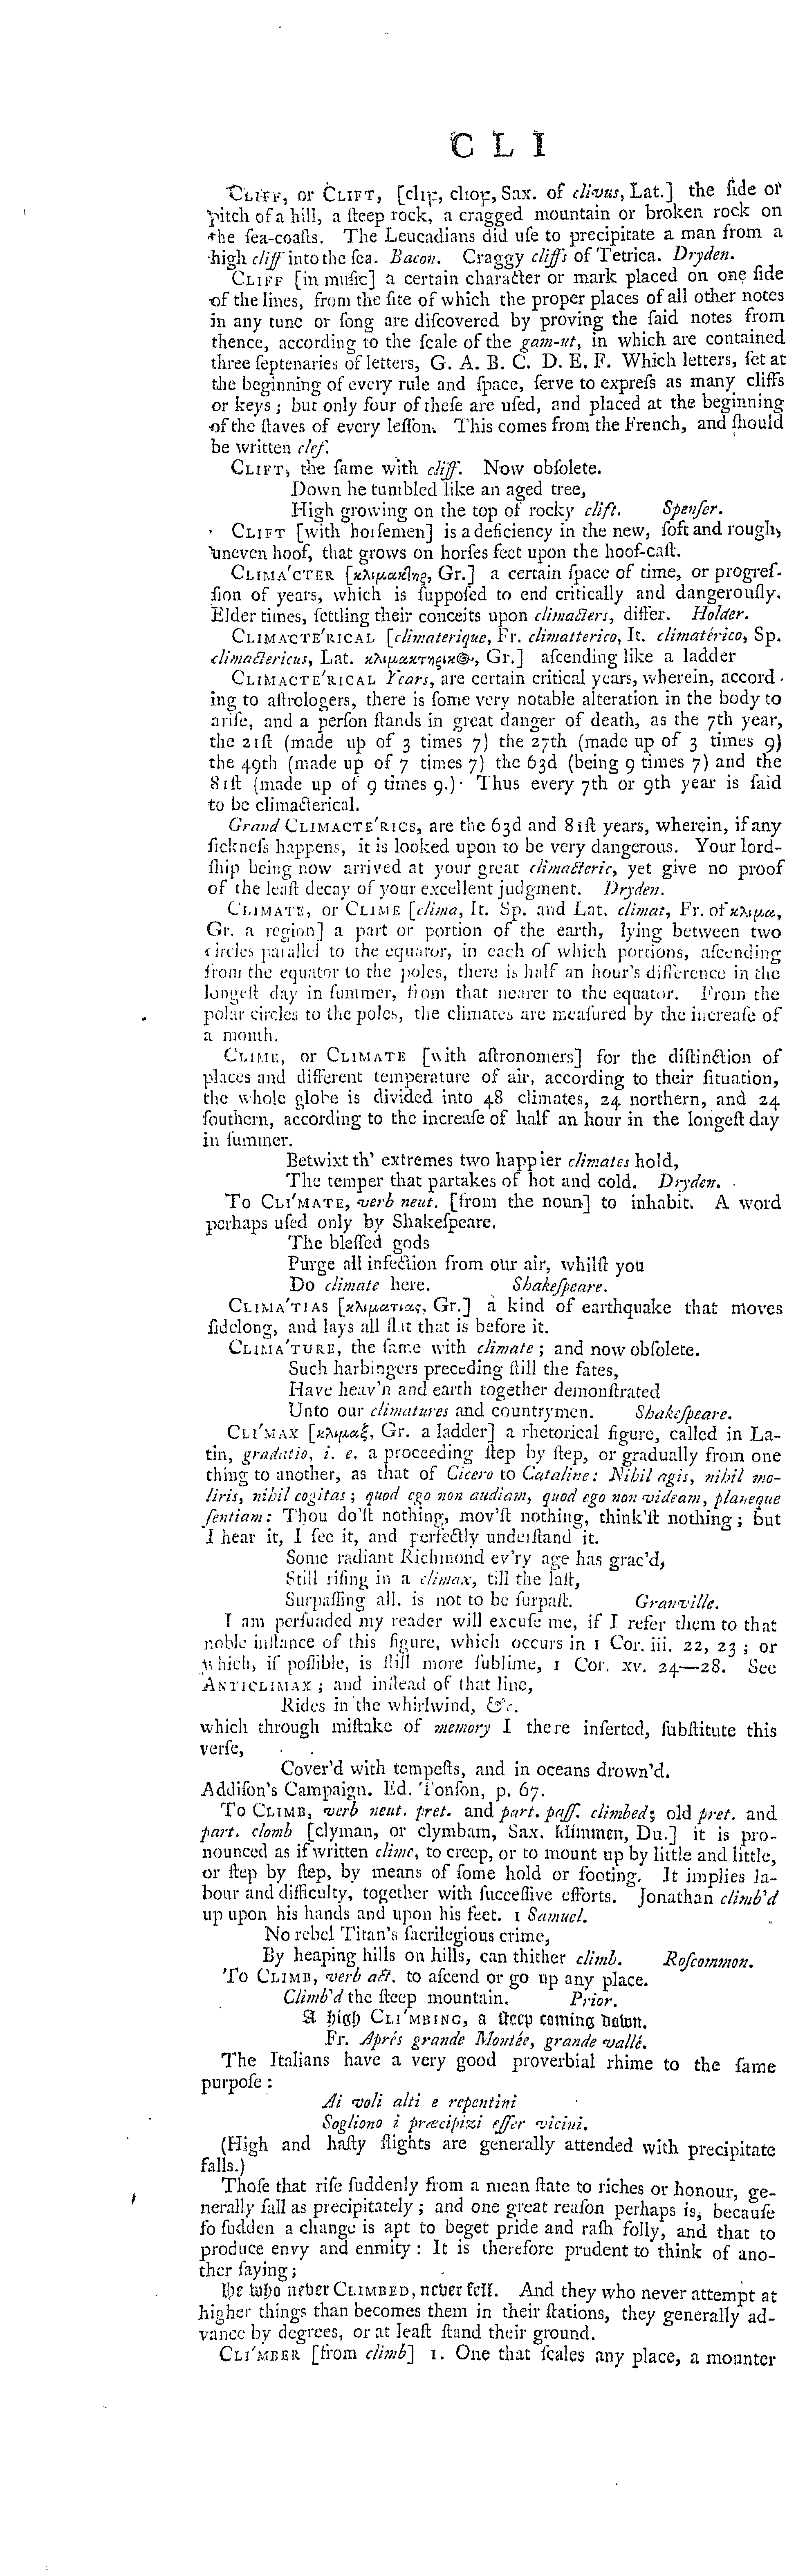 C L I
CLIFF, or CLIFT, [clif, cliof, Sax. of clivus, Lat.] the ſide or
pitch of a hill, a ſteep rock, a cragged mountain or broken rock on
the ſea-coaſts. The Leucadians did uſe to precipitate a man from a
high cliff into the ſea. Bacon. Craggy cliffs of Tetrica. Dryden.
CLIFF [in muſic] a certain character or mark placed on one ſide
of the lines, from the ſite of which the proper places of all other notes
in any tune or ſong are diſcovered by proving the ſaid notes from
thence, according to the ſcale of the gam-ut, in which are contained
three ſeptenaries of letters, G. A. B. C. D. E. F. Which letters, ſet at
the beginning of every rule and ſpace, ſerve to expreſs as many cliffs
or keys; but only four of theſe are uſed, and placed at the beginning
of the ſtaves of every leſſon. This comes from the French, and ſhould
be written clef.
CLIFT, the ſame with cliff. Now obſolete.
Down he tumbled like an aged tree,
High growing on the top of rocky clift. Spenſer.
CLIFT [with horſemen] is a deficiency in the new, ſoft and rough,
uneven hoof, that grows on horſes feet upon the hoof-caſt.
CLIMA'CTER [κλιμακτης, Gr.] a certain ſpace of time, or progreſ-
ſion of years, which is ſuppoſed to end critically and dangerouſly.
Elder times, ſettling their conceits upon climacters, differ. Holder.
CLIMACTE'RICAL [climaterique, Fr. climatterico, It. climatérico, Sp.
climactericus, Lat. κλιμακτηρικ☉, Gr.] aſcending like a ladder
CLIMACTE'RICAL Years, are certain critical years, wherein, accord-
ing to aſtrologers, there is ſome very notable alteration in the body to
ariſe, and a perſon ſtands in great danger of death, as the 7th year,
the 21ſt (made up of 3 times 7) the 27th (made up of 3 times 9)
the 49th (made up of 7 times 7) the 63d (being 9 times 7) and the
81ſt (made up of 9 times 9.) Thus every 7th or 9th year is ſaid
to be climacterical.
Grand CLIMACTE'RICS, are the 63d and 81ſt years, wherein, if any
ſickneſs happens, it is looked upon to be very dangerous. Your lord-
ſhip being now arrived at your great climacteric, yet give no proof
of the leaſt decay of your excellent judgment. Dryden.
CLIMATE, or CLIME [clima, It. Sp. and Lat. climat, Fr. of κλιμα,
Gr. a region] a part or portion of the earth, lying between two
circles parallel to the equator, in each of which portions, aſcending
from the equator to the poles, there is half an hour's difference in the
longeſt day in ſummer, from that nearer to the equator. From the
polar circles to the poles, the climates are meaſured by the increaſe of
a month.
CLIME, or CLIMATE [with aſtronomers] for the diſtinction of
places and different temperature of air, according to their ſituation,
the whole globe is divided into 48 climates, 24 northern, and 24
ſouthern, according to the increaſe of half an hour in the longeſt day
in ſummer.
Betwixt th' extremes two happier climates hold,
The temper that partakes of hot and cold. Dryden.
To CLI'MATE, verb neut. [from the noun] to inhabit. A word
perhaps uſed only by Shakeſpeare.
The bleſſed gods
Purge all infection from our air, whilſt you
Do climate here. Shakeſpeare.
CLIMA'TIAS [κλιματιας, Gr.] a kind of earthquake that moves
ſidelong, and lays all flat that is before it.
CLIMA'TURE, the ſame with climate; and now obſolete.
Such harbingers preceding ſtill the fates,
Have heav'n and earth together demonſtrated
Unto our climatures and countrymen. Shakeſpeare.
CLI'MAX [κλιμαξ, Gr. a ladder] a rhetorical figure, called in La-
tin, gradatio, i. e. a proceeding ſtep by ſtep, or gradually from one
thing to another, as that of Cicero to Cataline: Nihil agis, nihil mo-
liris, nihil cogitas; quod ego non audiam, quod ego non videam, planeque
ſentiam: Thou do'ſt nothing, mov'ſt nothing, think'ſt nothing; but
I hear it, I ſee it, and perfectly underſtand it.
Some radiant Richmond ev'ry age has grac'd,
Still riſing in a climax, till the laſt,
Surpaſſing all, is not to be ſurpaſt. Granville.
I am perſuaded my reader will excuſe me, if I refer them to that
noble inſtance of this figure, which occurs in 1 Cor. iii. 22, 23; or
which, if poſſible, is ſtill more ſublime, 1 Cor. xv. 24—28. See
ANTICLIMAX; and inſtead of that line,
Rides in the whirlwind, &c.
which through miſtake of memory I there inſerted, ſubſtitute this
verſe,
Cover'd with tempeſts, and in oceans drown'd.
Addiſon's Campaign. Ed. Tonſon, p. 67.
To CLIMB, verb neut. pret. and part. paſſ. climbed; old pret. and
part. clomb [clyman, or clymbam, Sax. klimmen, Du.] it is pro-
nounced as if written clime, to creep, or to mount up by little and little,
or ſtep by ſtep, by means of ſome hold or footing. It implies la-
bour and difficulty, together with ſucceſſive efforts. Jonathan climb'd
up upon his hands and upon his feet. 1 Samuel.
No rebel Titan's ſacrilegious crime,
By heaping hills on hills, can thither climb. Roſcommon.
To CLIMB, verb act. to aſcend or go up any place.
Climb'd the ſteep mountain. Prior.
A high CLI'MBING, a ſteep coming down.
Fr. Aprés grande Montée, grande vallé.
The Italians have a very good proverbial rhime to the ſame
purpoſe:
Ai voli alti e repentini
Sogliono i præcipizi eſſer vicini.
(High and haſty flights are generally attended with precipitate
falls.)
Thoſe that riſe ſuddenly from a mean ſtate to riches or honour, ge-
nerally fall as precipitately; and one great reaſon perhaps is, becauſe
ſo ſudden a change is apt to beget pride and raſh folly, and that to
produce envy and enmity: It is therefore prudent to think of ano-
ther ſaying;
He who never CLIMBED, never fell. And they who never attempt at
higher things than becomes them in their ſtations, they generally ad-
vance by degrees, or at leaſt ſtand their ground.
CLI'MBER [from climb] 1. One that ſcales any place, a mounter